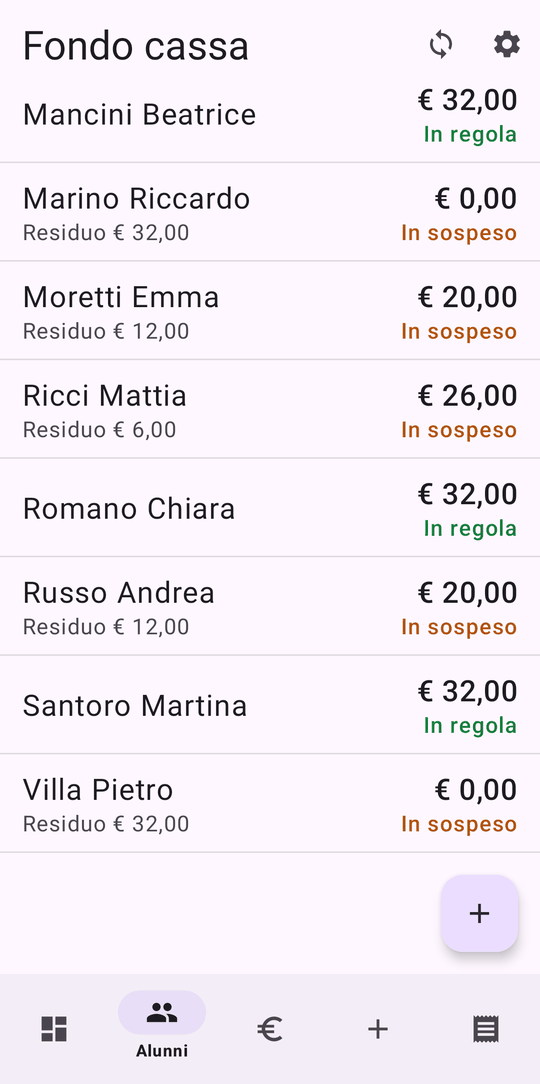 Fondo cassa
Mancini Beatrice
€ 32,00
In regola
Marino Riccardo
€ 0,00
Residuo € 32,00
In sospeso
Moretti Emma
€ 20,00
Residuo € 12,00
In sospeso
Ricci Mattia
€ 26,00
Residuo € 6,00
In sospeso
Romano Chiara
€ 32,00
In regola
Russo Andrea
€ 20,00
Residuo € 12,00
In sospeso
Santoro Martina
€ 32,00
In regola
Villa Pietro
€ 0,00
Residuo € 32,00
In sospeso
Alunni